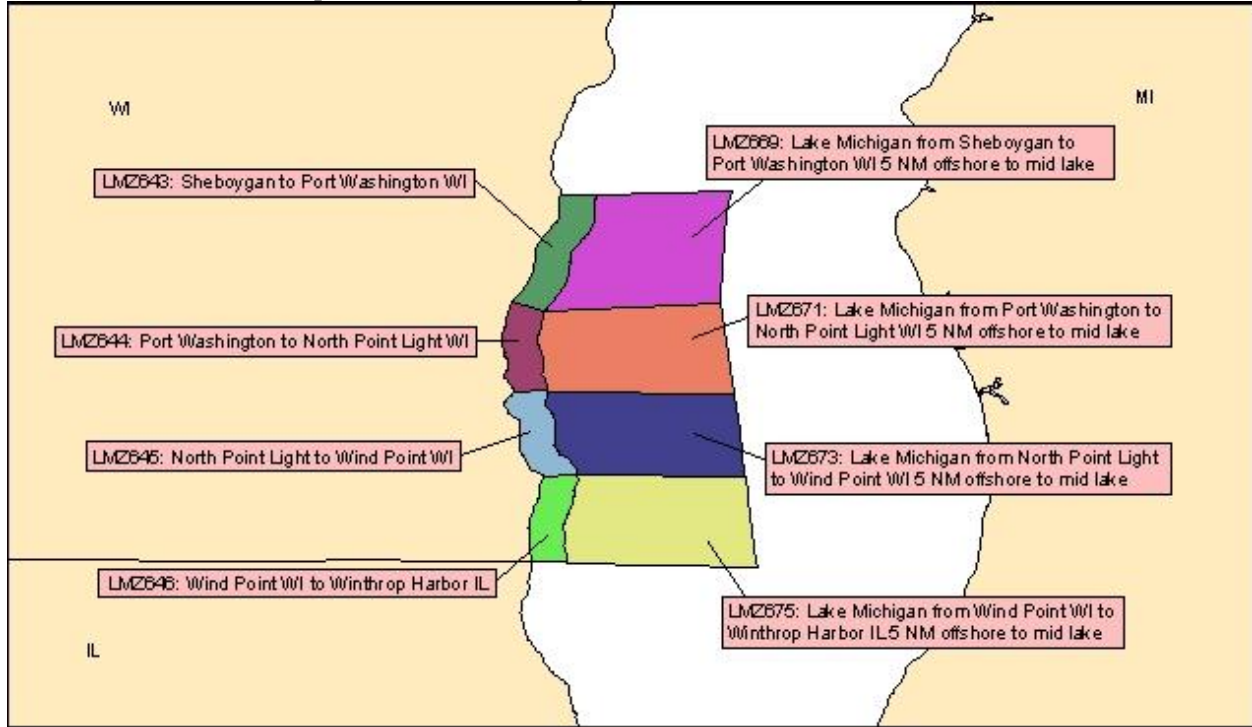 WI
MI
LMZ669: Lake Michigan from Sheboygan to
Port Washington WI 5 NM offshore to mid lake
LMZ643: Sheboygan to Port Washington WI
LMZ671: Lake Michigan from Port Washington to
North Point Light WI 5 NM offshore to mid lake
LMZ644: Port Washington to North Point Light WI
LMZ645: North Point Light to Wind Point WI
LMZ673: Lake Michigan from North Point Light
to Wind Point WI 5 NM offshore to mid lake
LMZ646: Wind Point WI to Winthrop Harbor IL
LMZ675: Lake Michigan from Wind Point WI to
Winthrop Harbor IL 5 NM offshore to mid lake
IL